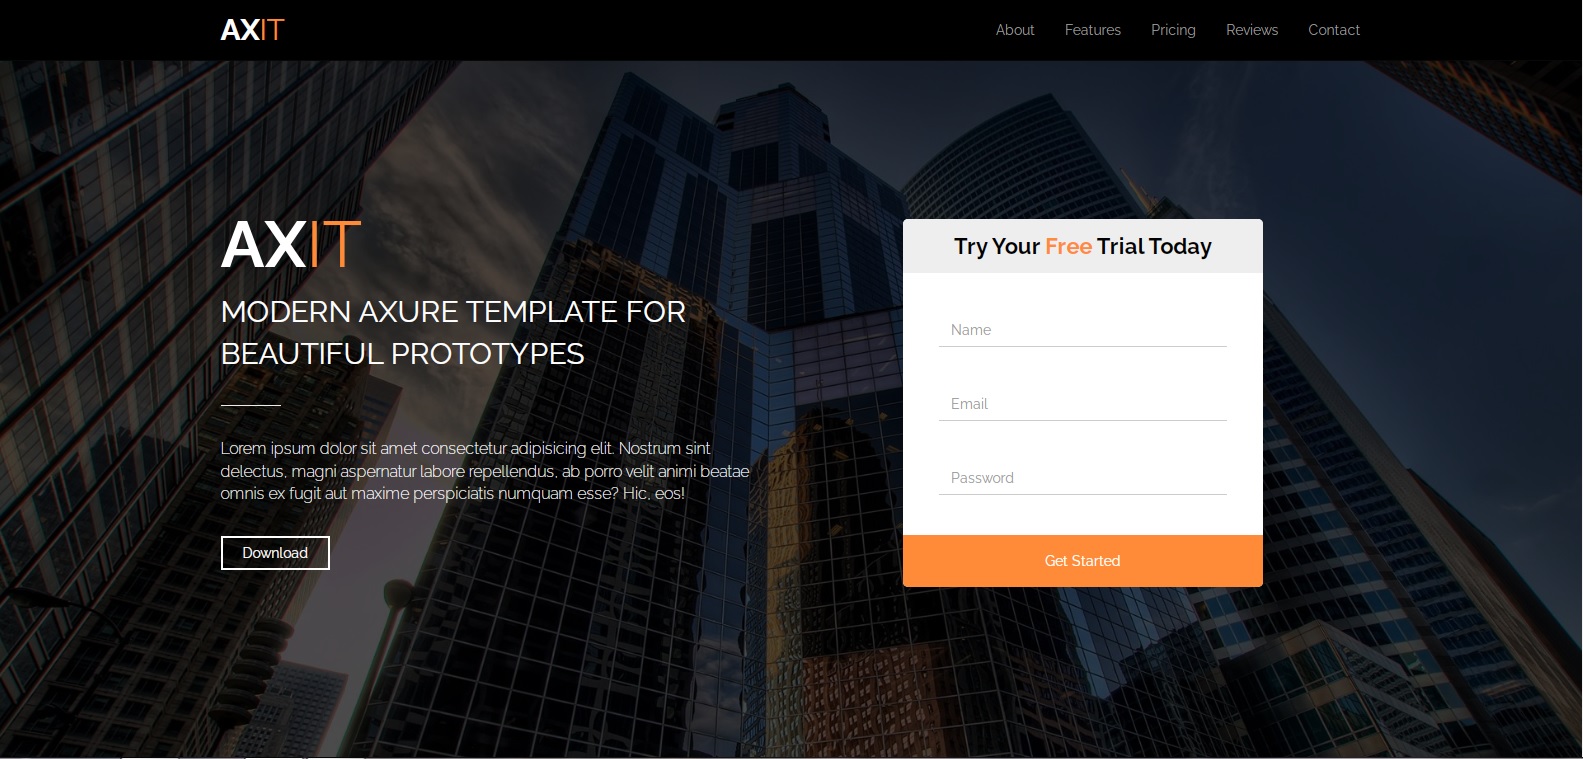 AXIT
About Features Pricing Reviews Contact
AXIT
MODERN AXURE TEMPLATE FOR
BEAUTIFUL PROTOTYPES
Lorem ipsum dolor sit amet consectetur adipisicing elit. Nostrum sint
delectus, magni aspernatur labore repellendus, ab porro velit animi beatae
omnis ex fugit aut maxime perspiciatis numquam esse? Hic, eos!
Download
Try Your Free Trial Today
Name
Email
Password
Get Started